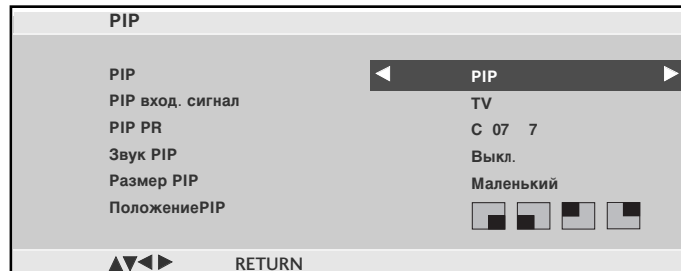 PIP
PIP PIP
PIP вход. сигнал TV
PIP PR C 07 7
Звук PIP Выкл.
Размер PIP Маленький
ПоложениеPIP
RETURN